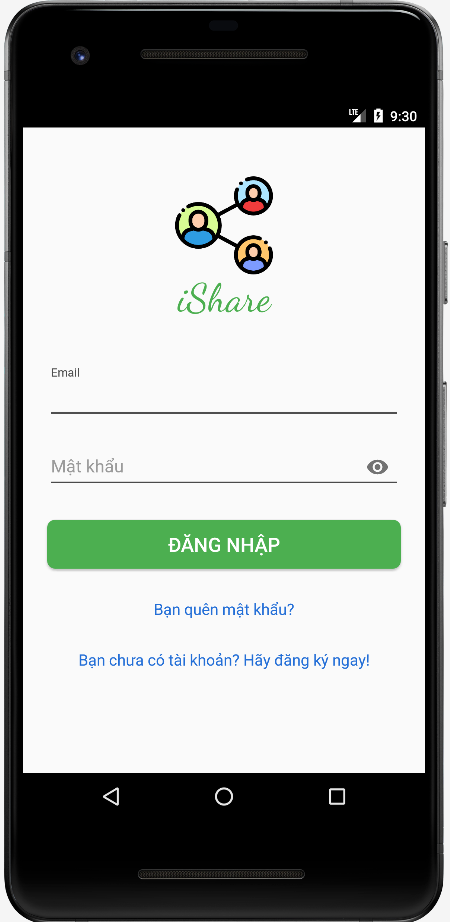 LTE 9:30
iShare
Email
Mật khẩu
ĐĂNG NHẬP
Bạn quên mật khẩu?
Bạn chưa có tài khoản? Hãy đăng ký ngay!